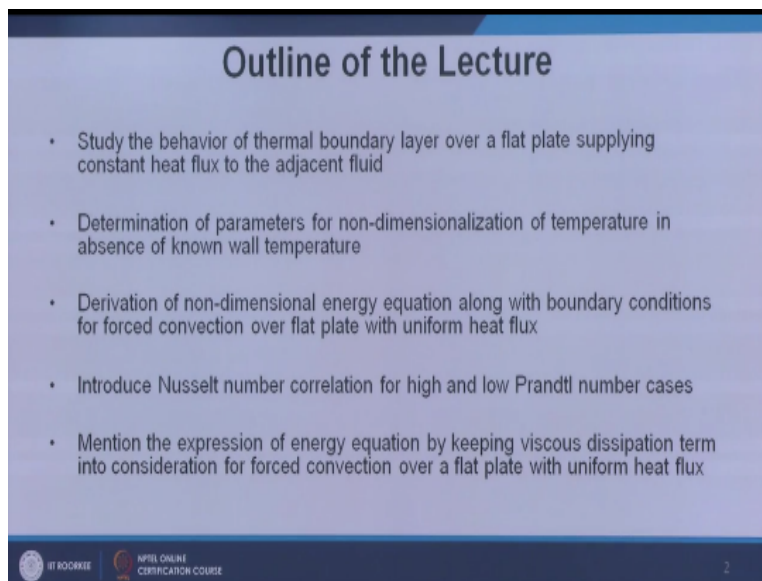 Outline of the Lecture
• Study the behavior of thermal boundary layer over a flat plate supplying
constant heat flux to the adjacent fluid
• Determination of parameters for non-dimensionalization of temperature in
absence of known wall temperature
• Derivation of non-dimensional energy equation along with boundary conditions
for forced convection over flat plate with uniform heat flux
• Introduce Nusselt number correlation for high and low Prandtl number cases
• Mention the expression of energy equation by keeping viscous dissipation term
into consideration for forced convection over a flat plate with uniform heat flux
IIT ROORKEE
NPTEL ONLINE
CERTIFICATION COURSE
2